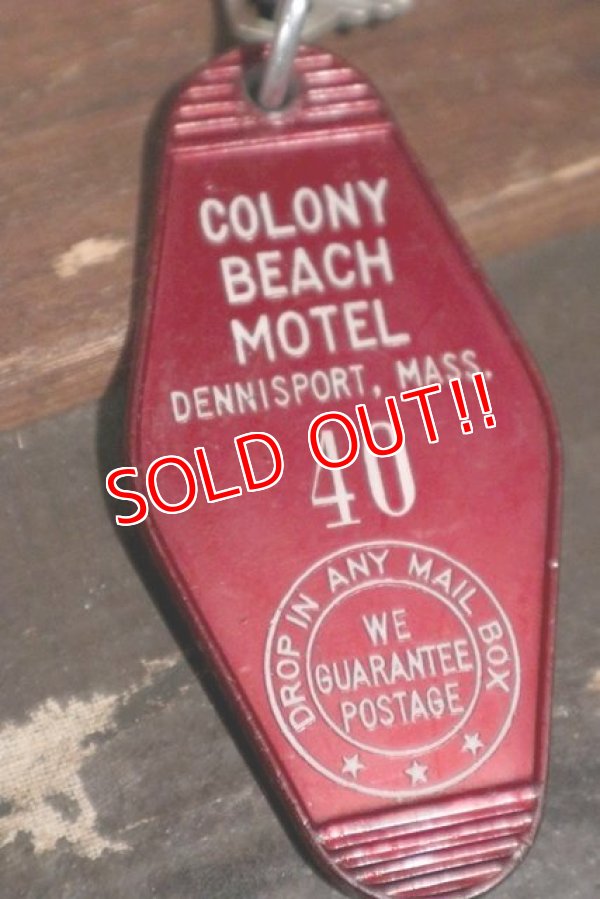 COLONY
BEACH
MOTEL
DENNISPORT, MASS.
SOLD OUT!!
40
DROP IN ANY MAIL BOX
WE
GUARANTEE
POSTAGE